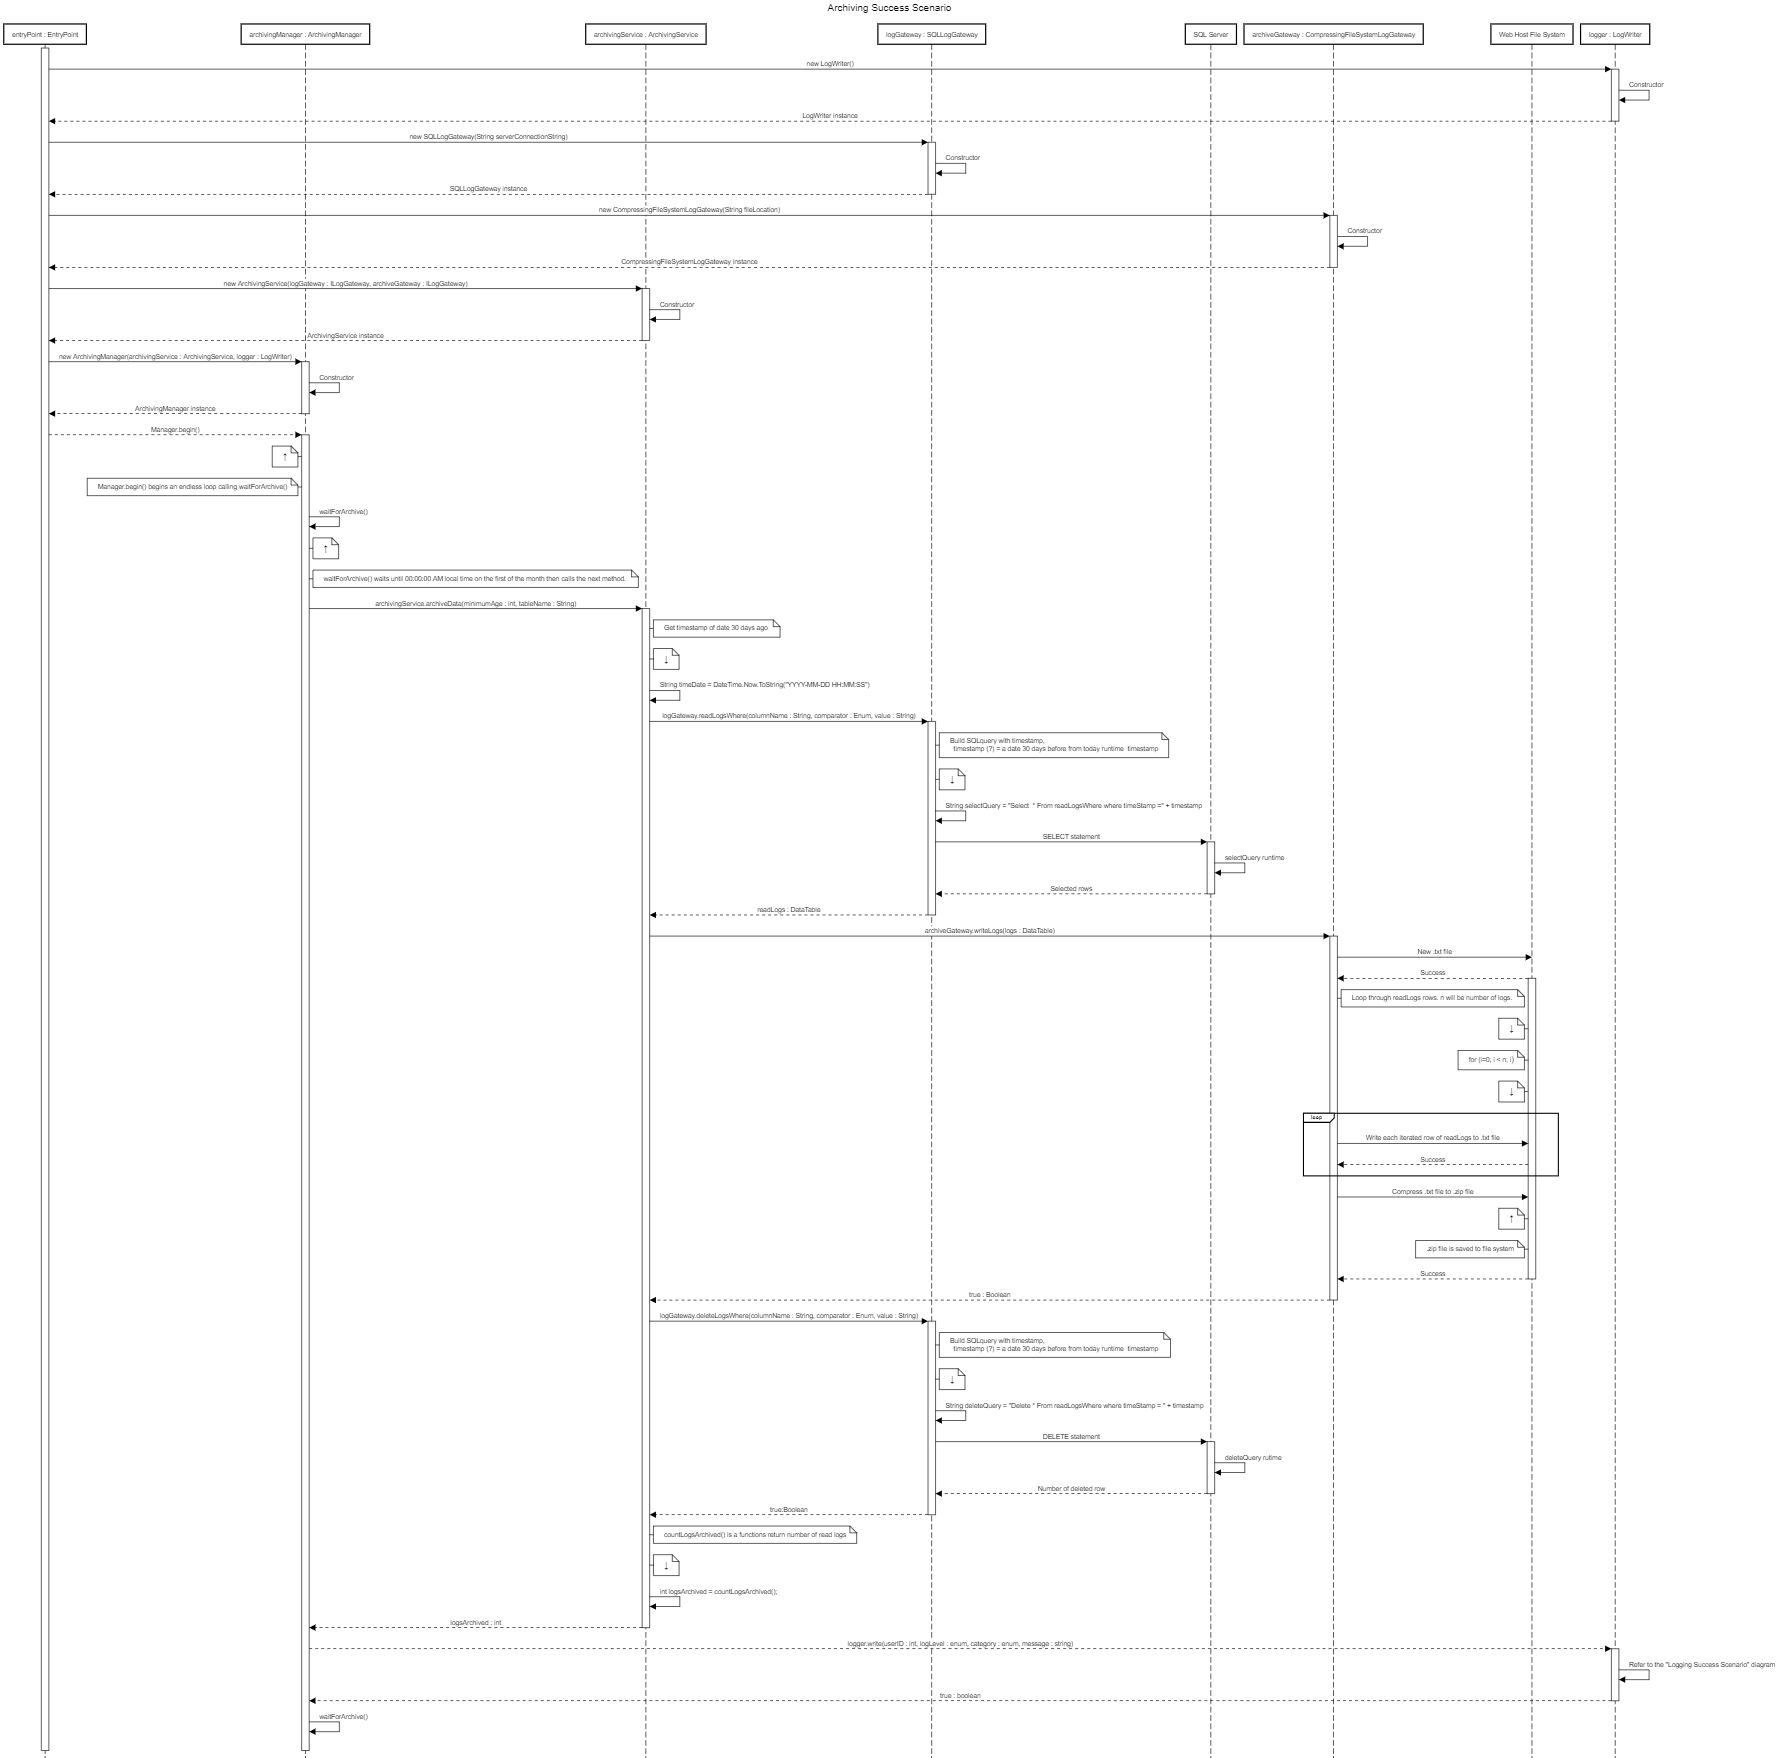 Archiving Success Scenario
entryPoint : EntryPoint
archivingManager : ArchivingManager
archivingService : ArchivingService
logGateway : SQLLogGateway
SQL Server
archiveGateway : CompressingFileSystemLogGateway
Web Host File System
logger : LogWriter
new LogWriter()
Constructor
LogWriter instance
new SQLLogGateway(String serverConnectionString)
Constructor
SQLLogGateway instance
new CompressingFileSystemLogGateway(String fileLocation)
Constructor
CompressingFileSystemLogGateway instance
new ArchivingService(logGateway : ILogGateway, archiveGateway : ILogGateway)
Constructor
ArchivingService instance
new ArchivingManager(archivingService : ArchivingService, logger : LogWriter)
Constructor
ArchivingManager instance
Manager.begin()
↑
Manager.begin() begins an endless loop calling waitForArchive()
waitForArchive()
↑
waitForArchive() waits until 00:00:00 AM local time on the first of the month then calls the next method.
archivingService.archiveData(minimumAge : int, tableName : String)
Get timestamp of date 30 days ago
↓
String timeDate = DateTime.Now.ToString("YYYY-MM-DD HH:MM:SS")
logGateway.readLogsWhere(columnName : String, comparator : Enum, value : String)
Build SQLquery with timestamp,
timestamp (7) = a date 30 days before from today runtime timestamp
↓
String selectQuery = "Select * From readLogsWhere where timeStamp =" + timestamp
SELECT statement
selectQuery runtime
Selected rows
readLogs : DataTable
archiveGateway.writeLogs(logs : DataTable)
New .txt file
Success
Loop through readLogs rows. n will be number of logs.
↓
for (i=0; i < n; i)
↓
loop
Write each iterated row of readLogs to .txt file
Success
Compress .txt file to .zip file
↑
.zip file is saved to file system
Success
true : Boolean
logGateway.deleteLogsWhere(columnName : String, comparator : Enum, value : String)
Build SQLquery with timestamp,
timestamp (7) = a date 30 days before from today runtime timestamp
↓
String deleteQuery = "Delete * From readLogsWhere where timeStamp = " + timestamp
DELETE statement
deleteQuery rutime
Number of deleted row
true:Boolean
countLogsArchived() is a functions return number of read logs
↓
int logsArchived = countLogsArchived();
logsArchived : int
logger.write(userID : int, logLevel : enum, category : enum, message : string)
Refer to the "Logging Success Scenario" diagram
true : boolean
waitForArchive()